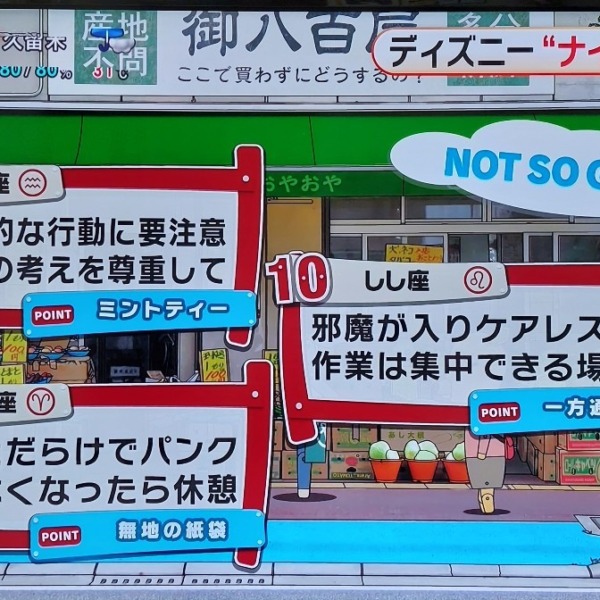 産地
不問
御八百屋
ここで買わずにどうするの?
久留米
80/80%
31℃
ディズニー“ナイ
おやおや
NOT SO G
座
的な行動に要注意
の考えを尊重して
POINT ミントティー
10 しし座
邪魔が入りケアレス
作業は集中できる場
POINT 一方通
座
だらけでパンク
くなったら休憩
POINT 無地の紙袋